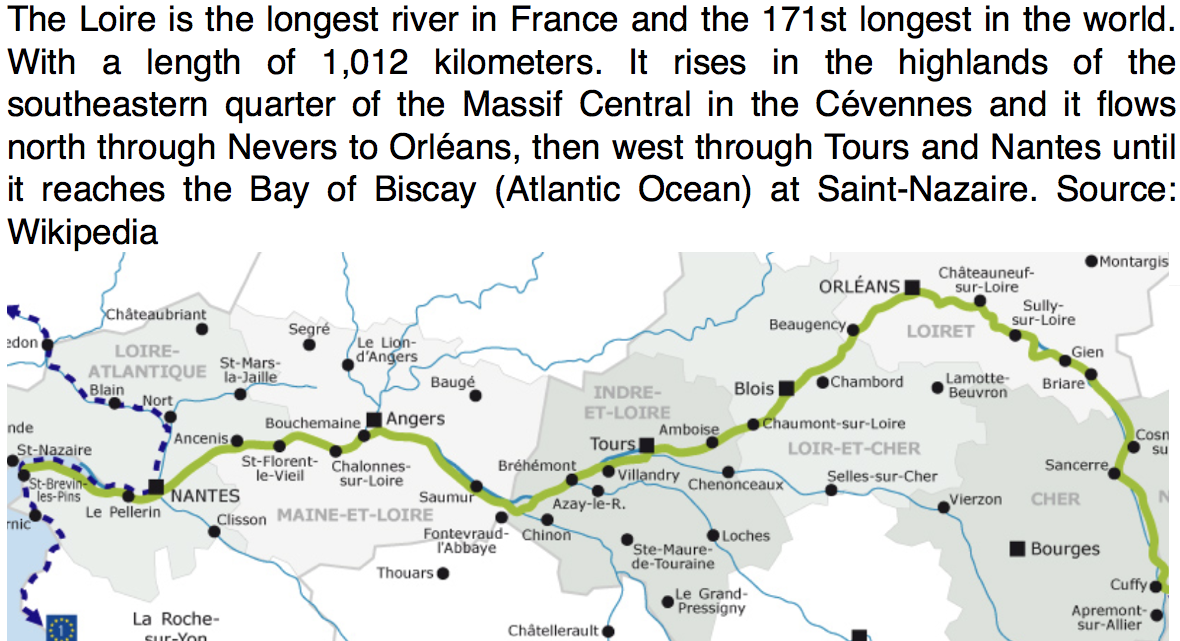 The Loire is the longest river in France and the 171st longest in the world.
With a length of 1,012 kilometers. It rises in the highlands of the
southeastern quarter of the Massif Central in the Cévennes and it flows
north through Nevers to Orléans, then west through Tours and Nantes until
it reaches the Bay of Biscay (Atlantic Ocean) at Saint-Nazaire. Source:
Wikipedia
Montargis
Châteauneuf-
sur-Loire
ORLÉANS
Sully-
sur-Loire
Châteaubriant
Beaugency
LOIRET
Segré
edon
Le Lion-
d'Angers
LOIRE-
ATLANTIQUE
Gien
St-Mars-
la-Jaille
Baugé
Briare
Blain
Nort
INDRE-
ET-LOIRE
Blois
Chambord
Lamotte-
Beuvron
Bouchemaine
Angers
Ancenis
Amboise
Chaumont-sur-Loire
nde
St-Nazaire
Tours
LOIR-ET-CHER
Cosn
su
St-Florent-
le-Vieil
Chalonnes-
sur-Loire
Bréhémont
Villandry
Chenonceaux
Selles-sur-Cher
Sancerre
St-Brevin-
les-Pins
NANTES
Saumur
Azay-le-R.
Vierzon
CHER
N
Le Pellerin
MAINE-ET-LOIRE
rnic
Clisson
Fontevraud-
l'Abbaye
Chinon
Loches
Ste-Maure-
de-Touraine
Bourges
Thouars
Cuffy
Le Grand-
Pressigny
Apremont-
sur-Allier
1
La Roche-
sur-Yon
Châtellerault